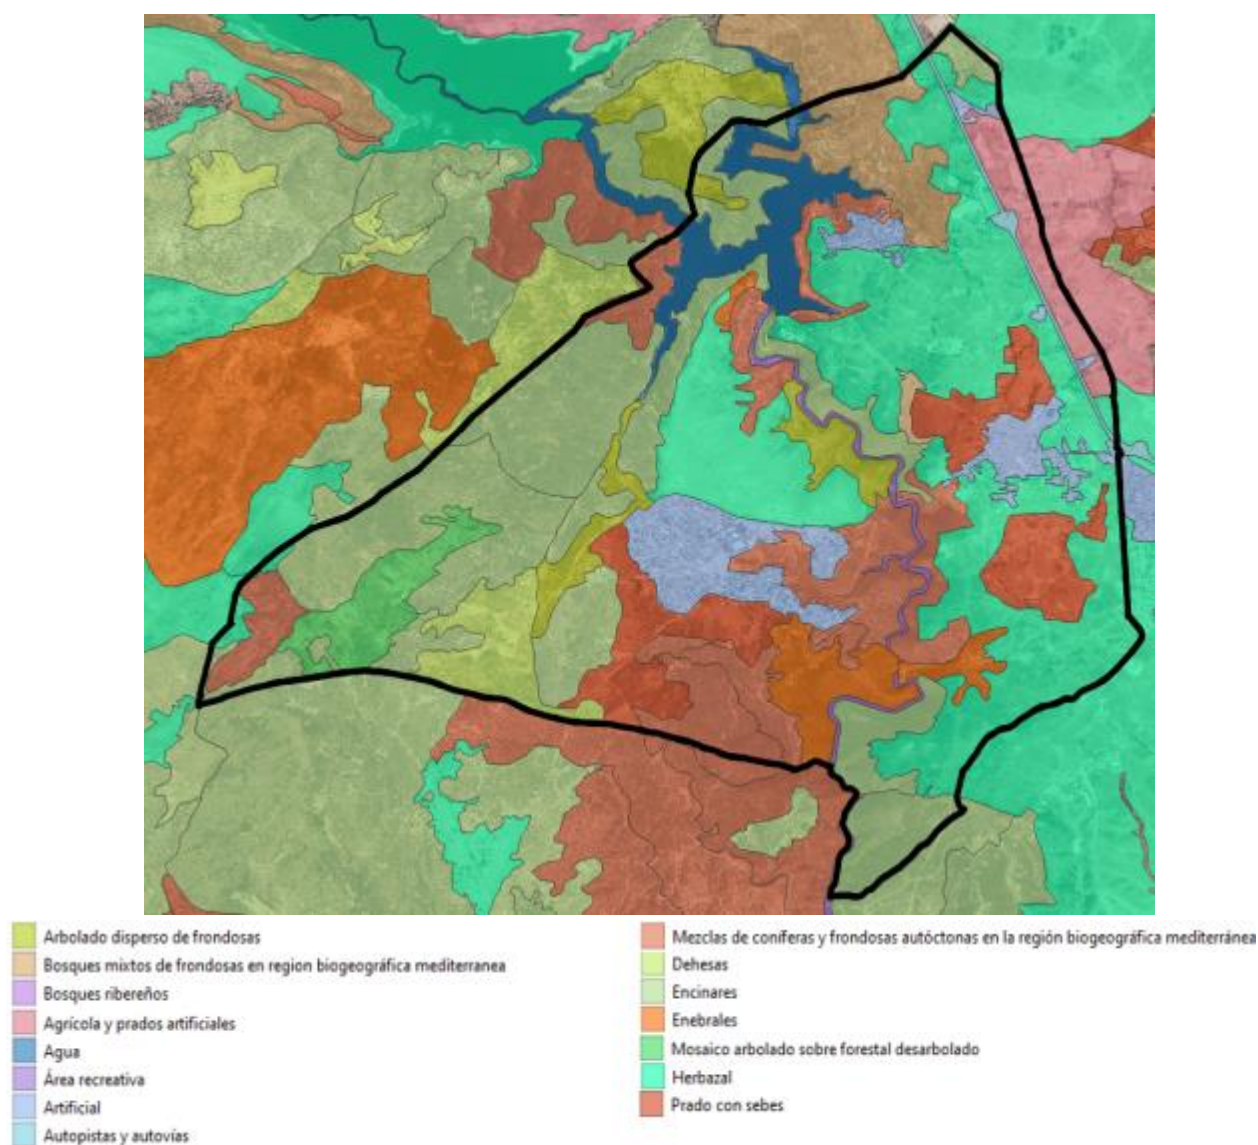 Arbolado disperso de frondosas
Bosques mixtos de frondosas en region biogeográfica mediterranea
Bosques ribereños
Agrícola y prados artificiales
Agua
Área recreativa
Artificial
Autopistas y autovías
Mezclas de coníferas y frondosas autóctonas en la región biogeográfica mediterránea
Dehesas
Encinares
Enebrales
Mosaico arbolado sobre forestal desarbolado
Herbazal
Prado con sebes